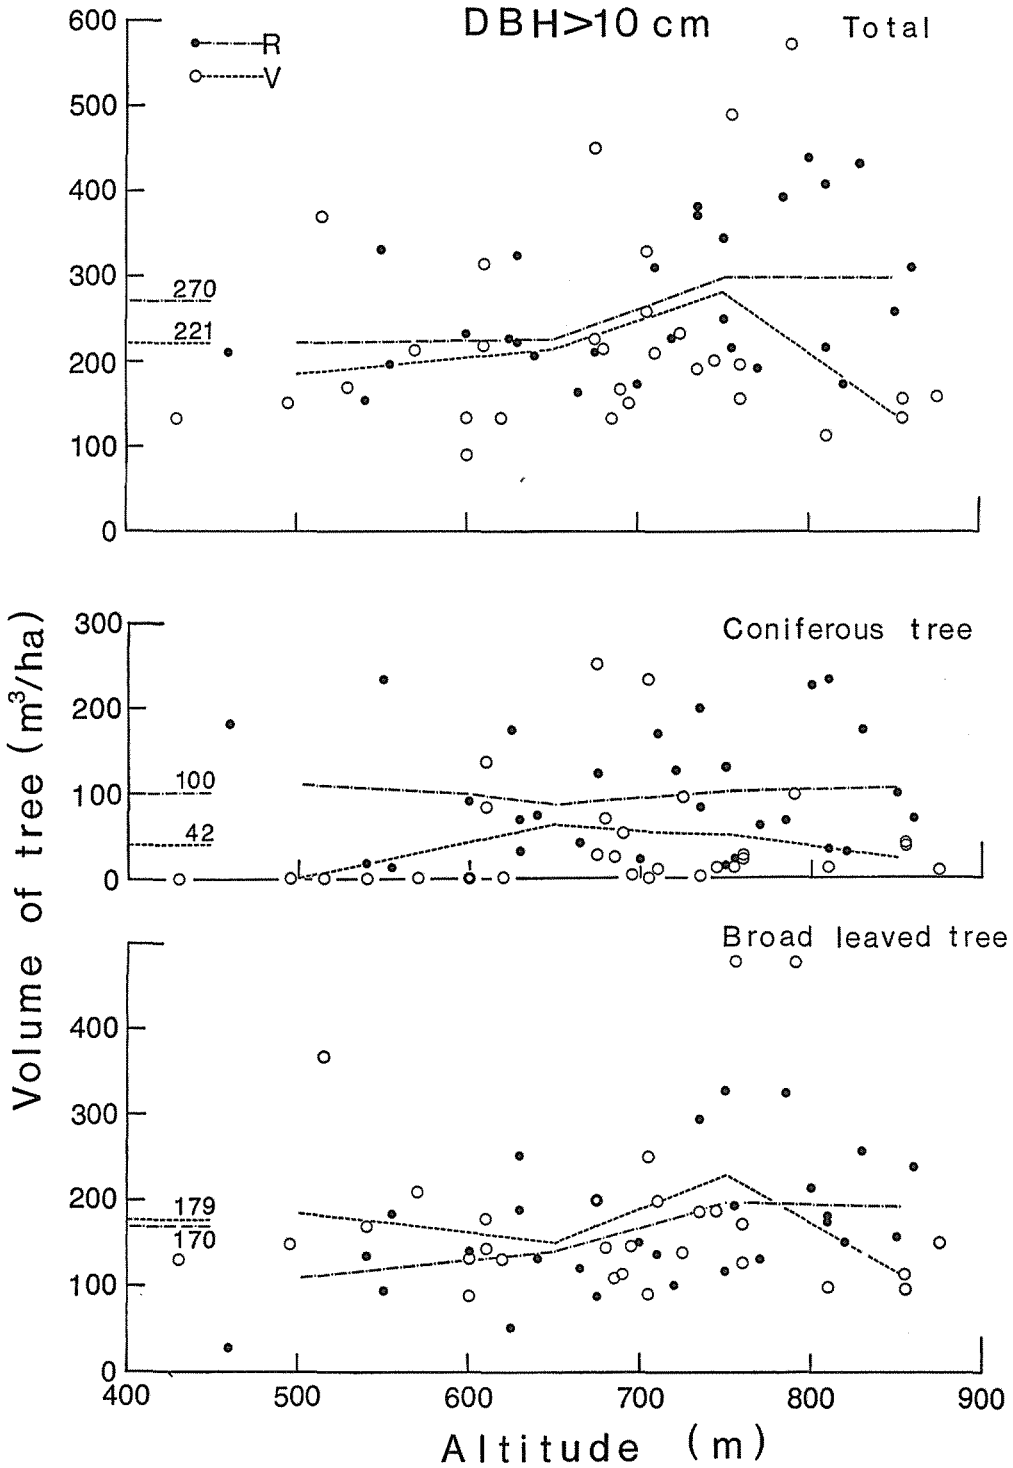 DBH>10 cm
Total
R
V
600
500
400
300
270
221
200
100
0
Coniferous tree
300
200
100
100
42
0
Broad leaved tree
400
300
200
179
170
100
0
400 500 600 700 800 900
Altitude (m)
Volume of tree (m³/ha)